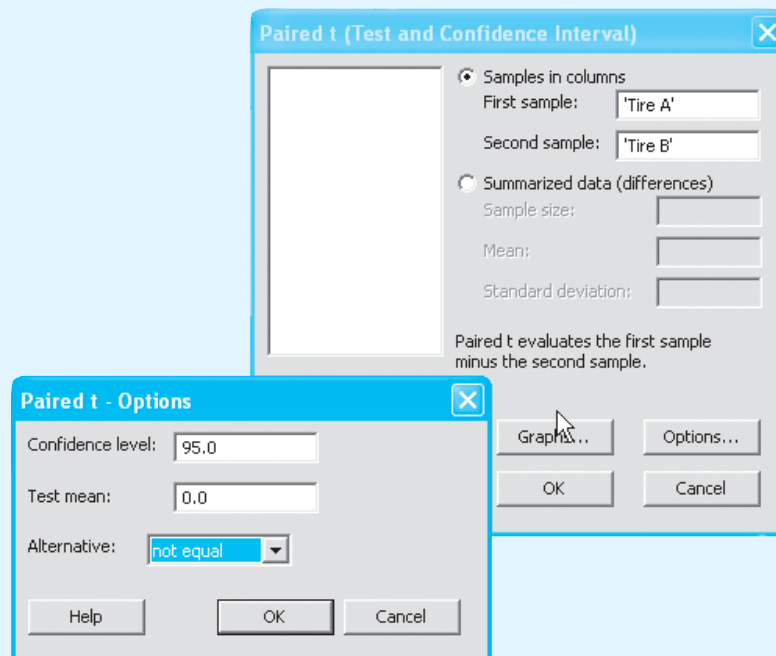 Paired t (Test and Confidence Interval)
Samples in columns
First sample: 'Tire A'
Second sample: 'Tire B'
Summarized data (differences)
Sample size:
Mean:
Standard deviation:
Paired t evaluates the first sample
minus the second sample.
Graphs... Options...
OK Cancel
Paired t - Options
Confidence level: 95.0
Test mean: 0.0
Alternative: not equal
Help OK Cancel